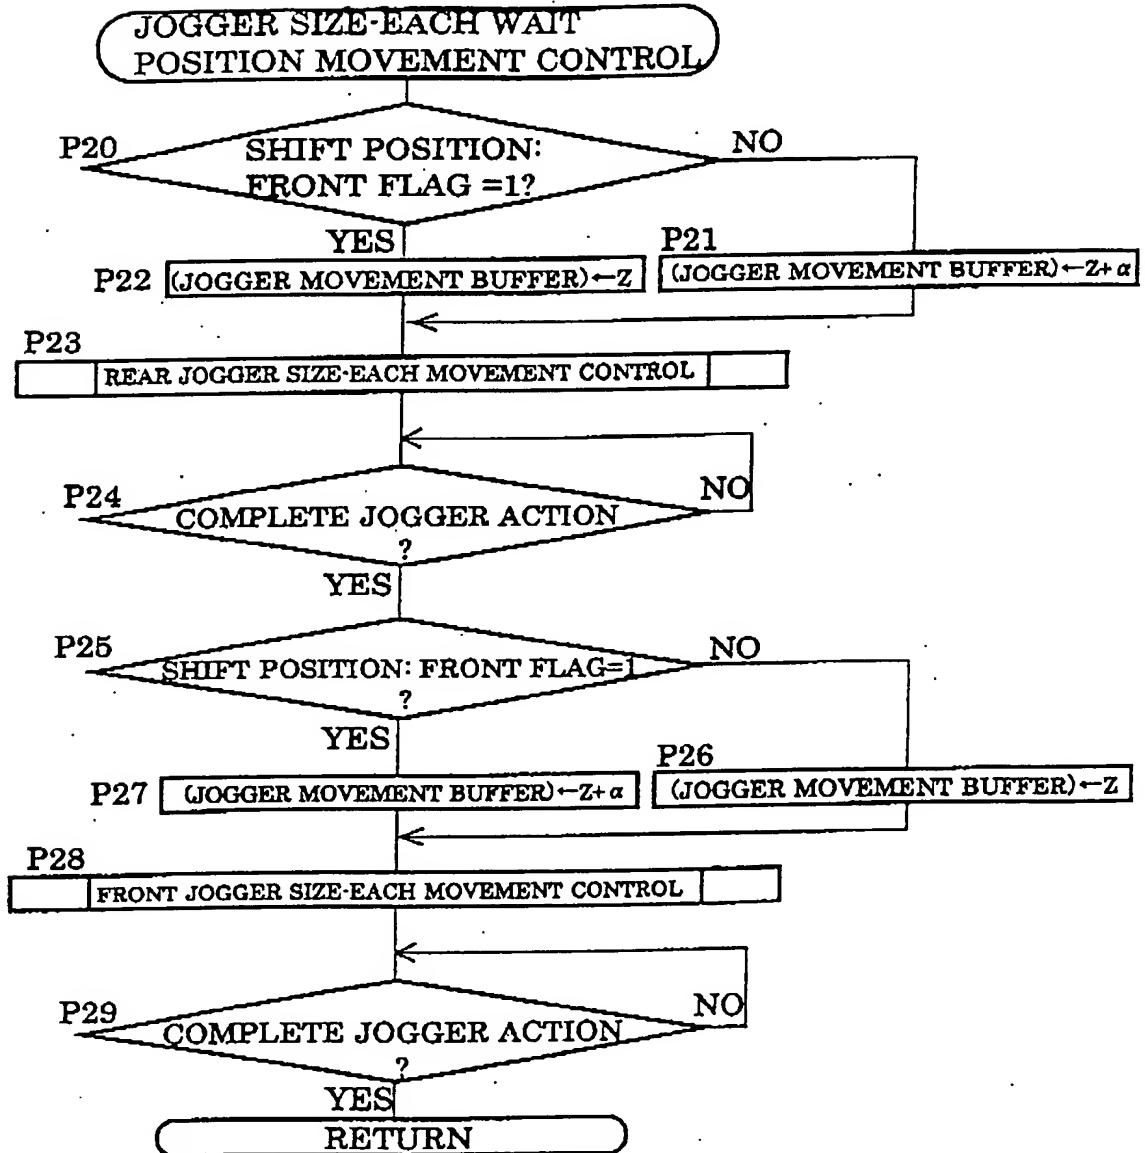 JOGGER SIZE-EACH WAIT
POSITION MOVEMENT CONTROL
P20
SHIFT POSITION:
FRONT FLAG =1?
NO
YES
P21
P22
(JOGGER MOVEMENT BUFFER)←Z
(JOGGER MOVEMENT BUFFER)←Z+α
P23
REAR JOGGER SIZE-EACH MOVEMENT CONTROL
P24
NO
COMPLETE JOGGER ACTION
?
YES
P25
NO
SHIFT POSITION: FRONT FLAG=1
?
YES
P26
P27
(JOGGER MOVEMENT BUFFER)←Z+α
(JOGGER MOVEMENT BUFFER)←Z
P28
FRONT JOGGER SIZE-EACH MOVEMENT CONTROL
P29
NO
COMPLETE JOGGER ACTION
?
YES
RETURN